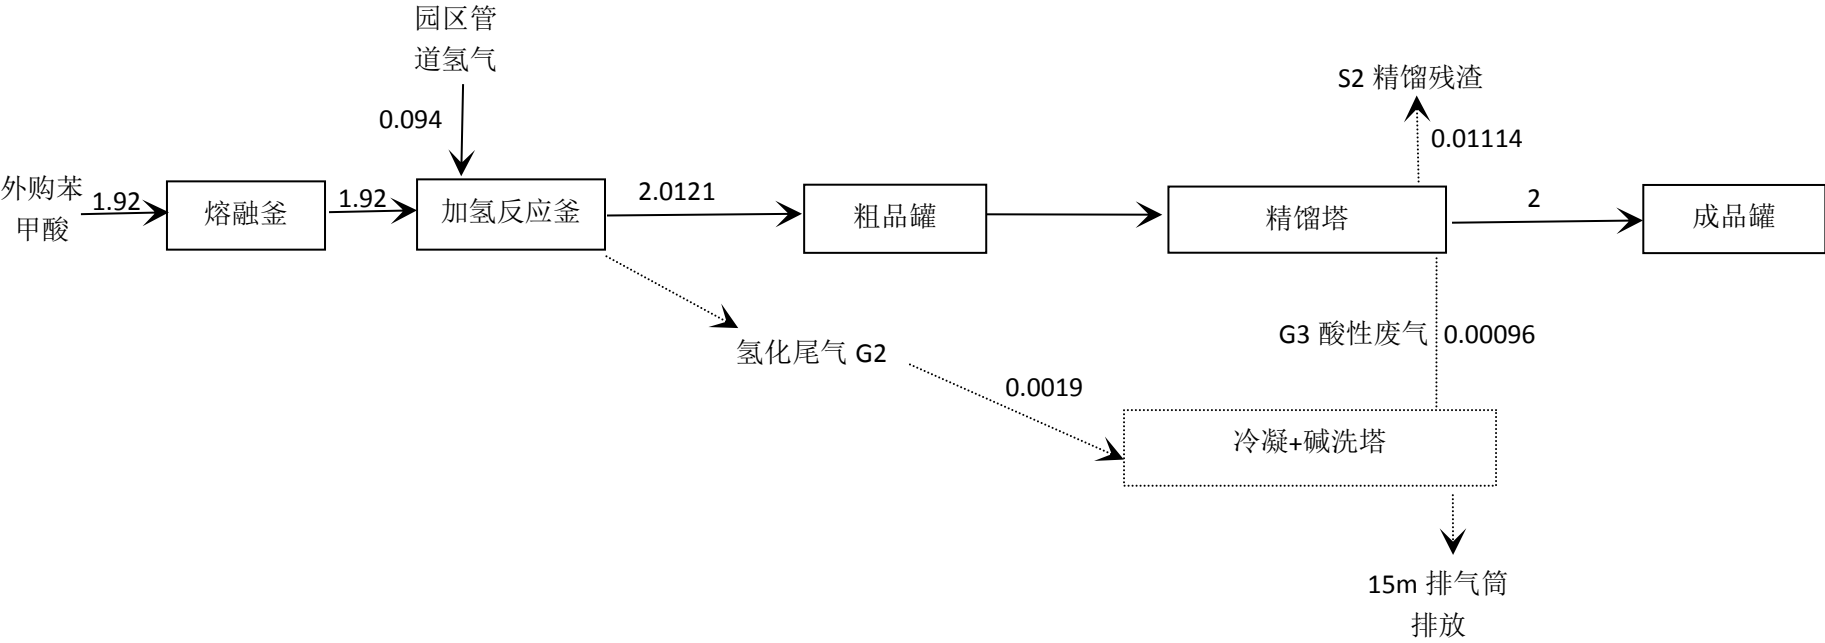 园区管
道氢气
S2 精馏残渣
0.094
0.01114
外购苯
甲酸
1.92
熔融釜
1.92
加氢反应釜
2.0121
粗品罐
精馏塔
2
成品罐
G3 酸性废气
0.00096
氢化尾气 G2
0.0019
冷凝+碱洗塔
15m 排气筒
排放